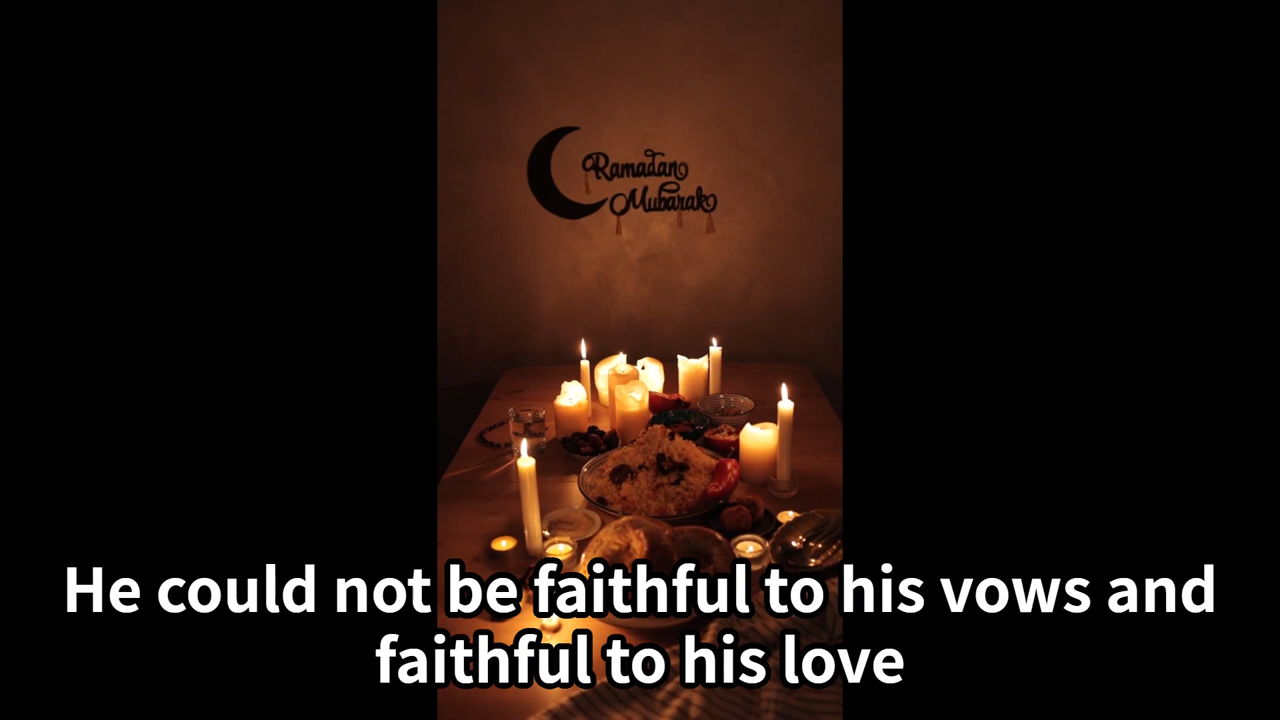 Ramadan
Mubarak
He could not be faithful to his vows and
faithful to his love